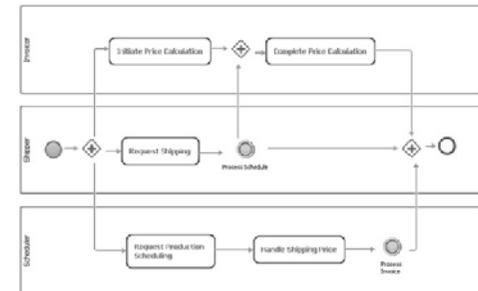 Invoicer
Initiate Price Calculation
Complete Price Calculation
Shipper
Request Shipping
Process Schedule
Scheduler
Request Production
Scheduling
Handle Shipping Price
Process
Invoice